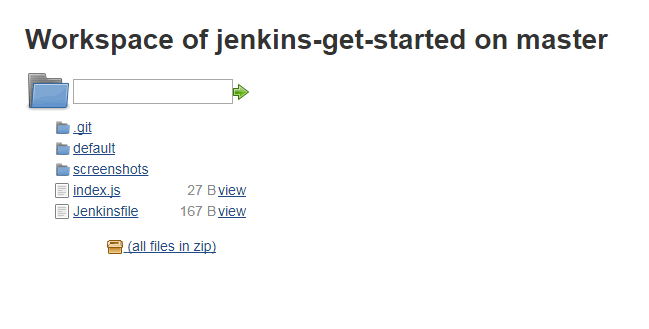 Workspace of jenkins-get-started on master
.git
default
screenshots
index.js 27 B view
Jenkinsfile 167 B view
(all files in zip)